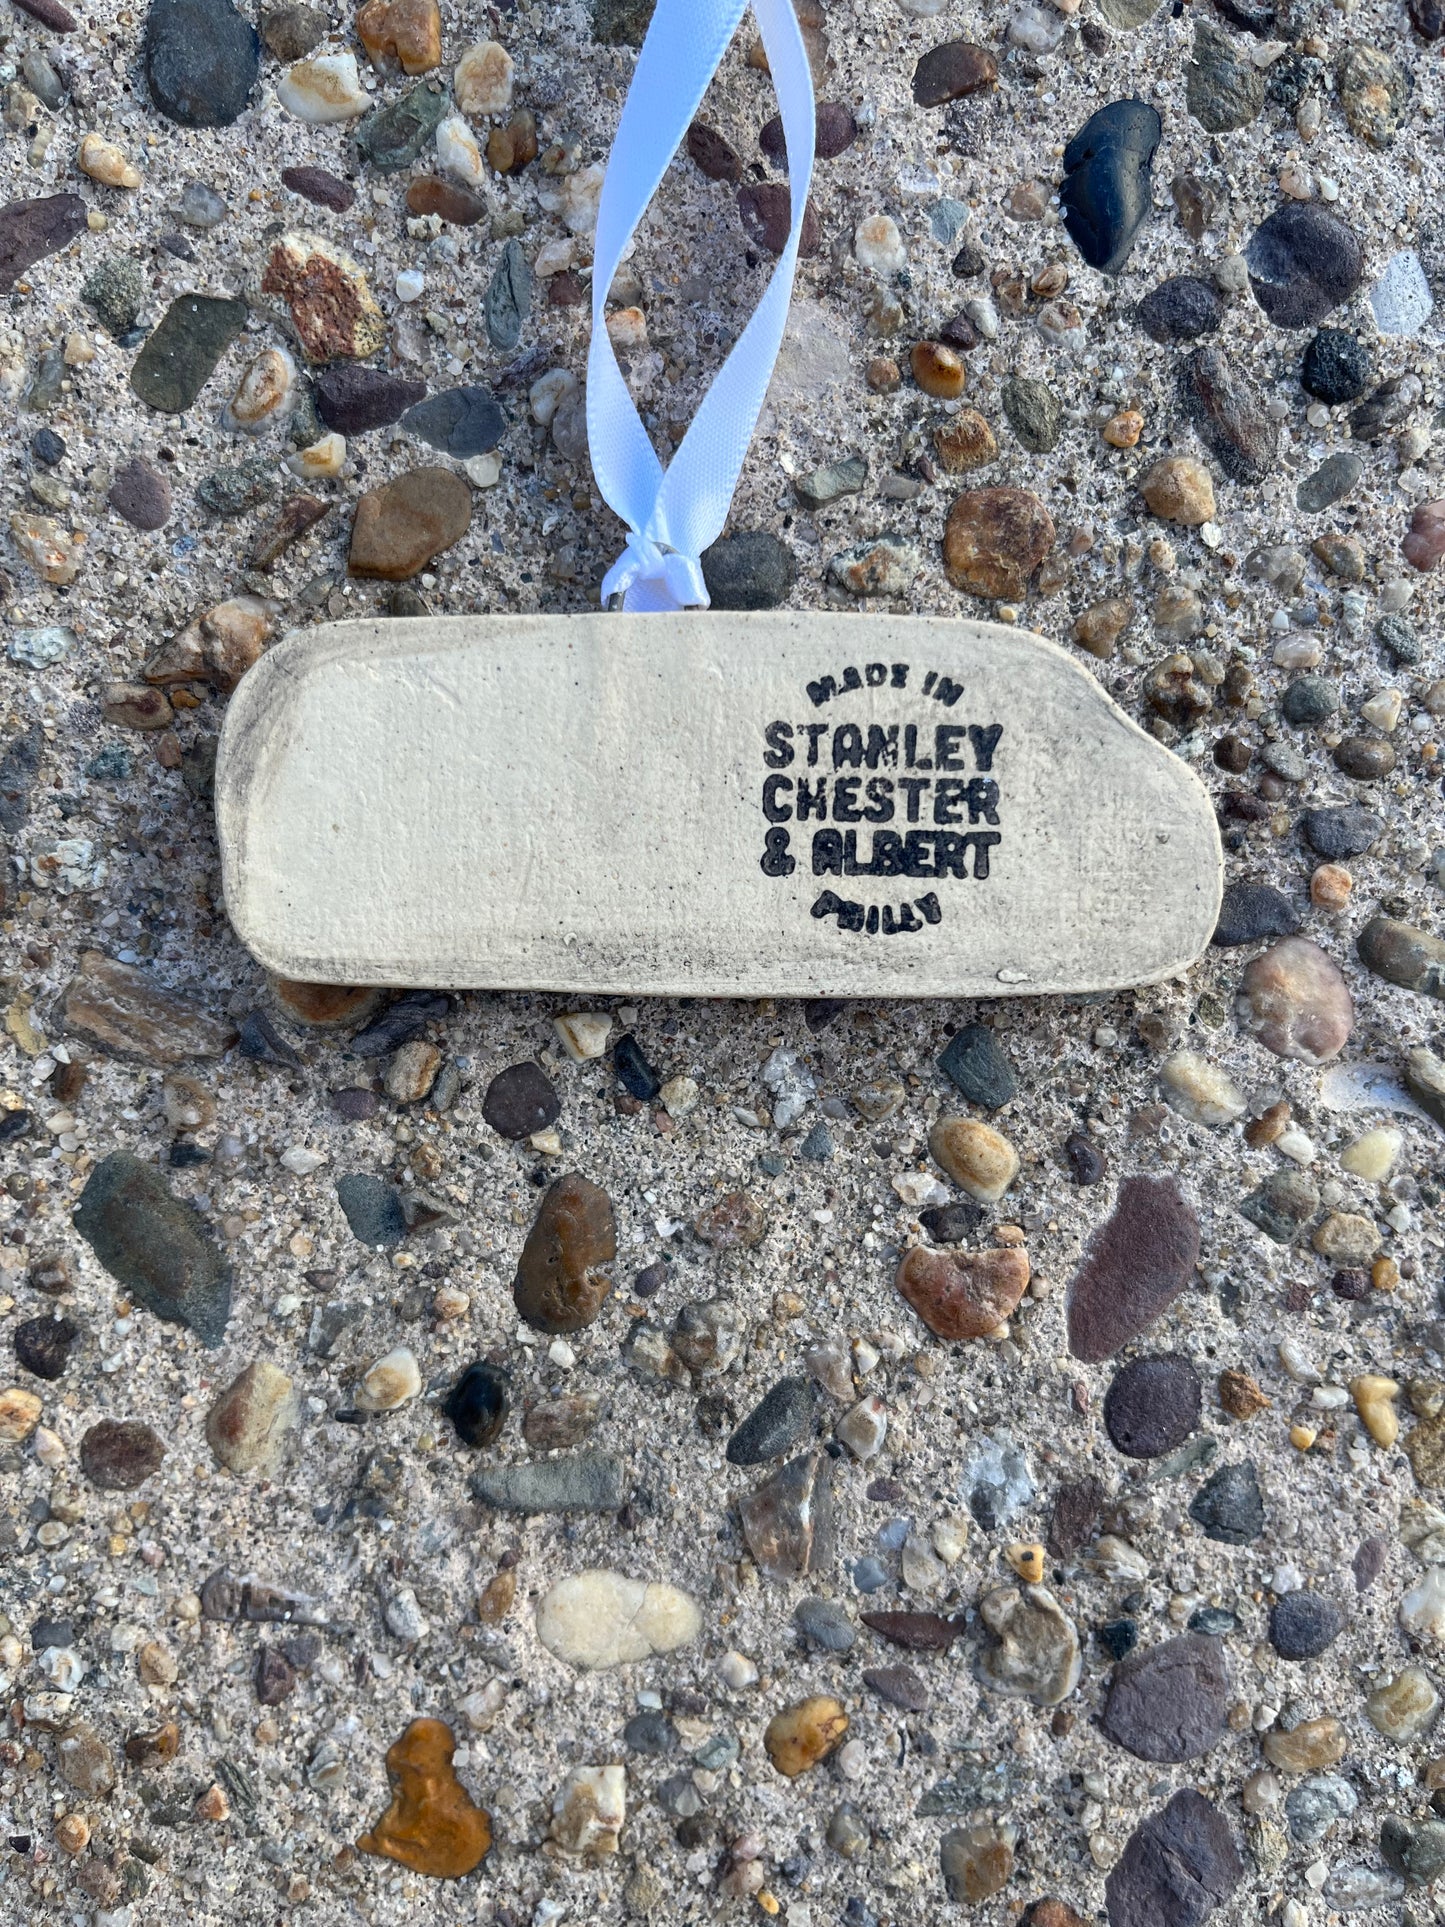 MADE IN
STANLEY
CHESTER
& ALBERT
PHILLY